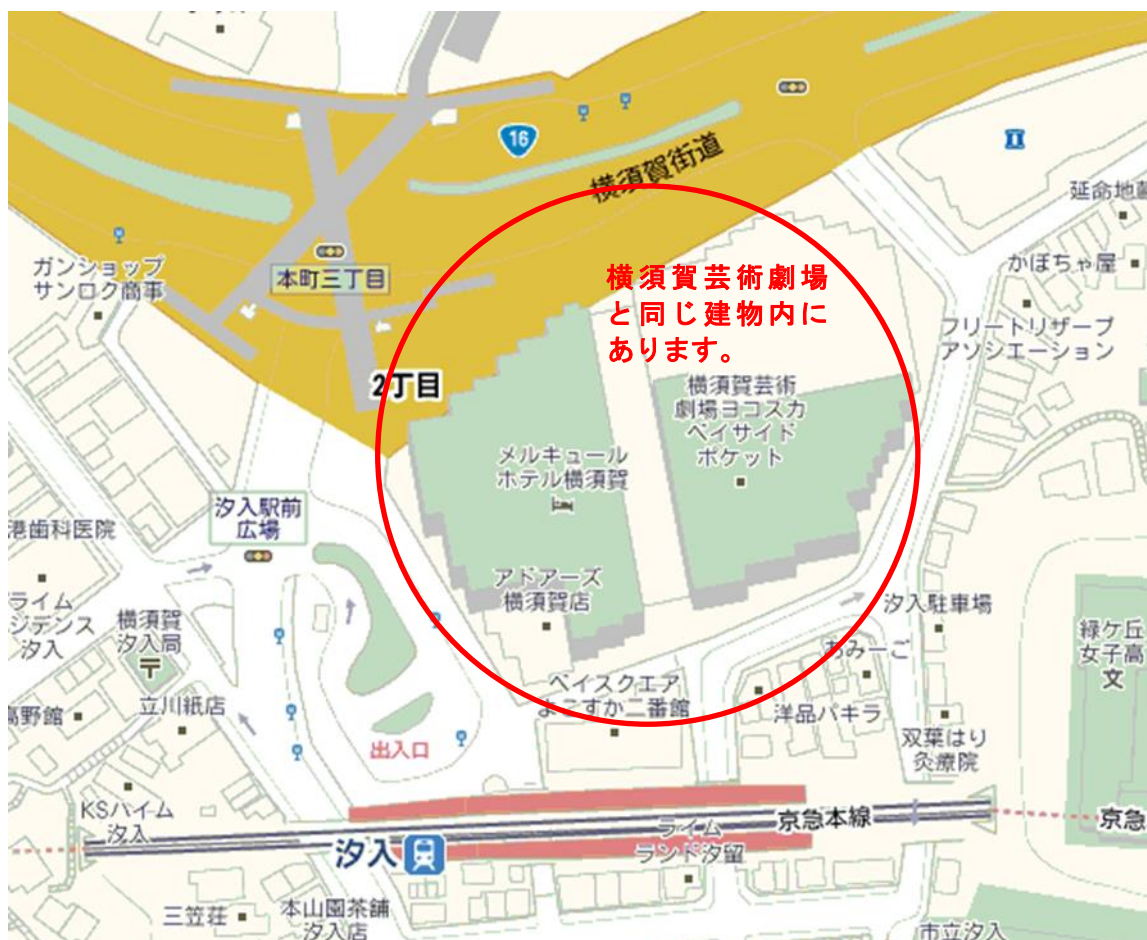 16
横須賀街道
延命地蔵
ガンショップ
サンロク商事
本町三丁目
かぼちゃ屋
横須賀芸術劇場
と同じ建物内に
あります。
フリートリザーブ
アソシエーション
2丁目
横須賀芸術
劇場ヨコスカ
ベイサイド
ポケット
メルキュール
ホテル横須賀
汐入駅前
広場
港歯科医院
アドアーズ
横須賀店
汐入駐車場
ライム
ジデンス
汐入
横須賀
汐入局
緑ケ丘
女子高
文
あみーご
ベイスクエア
よこすか二番館
洋品パキラ
高野館
立川紙店
双葉はり
灸療院
出入口
KSハイム
汐入
京急本線
京急
汐入
ライム
ランド汐留
三笠荘
本山園茶舗
汐入店
市立汐入